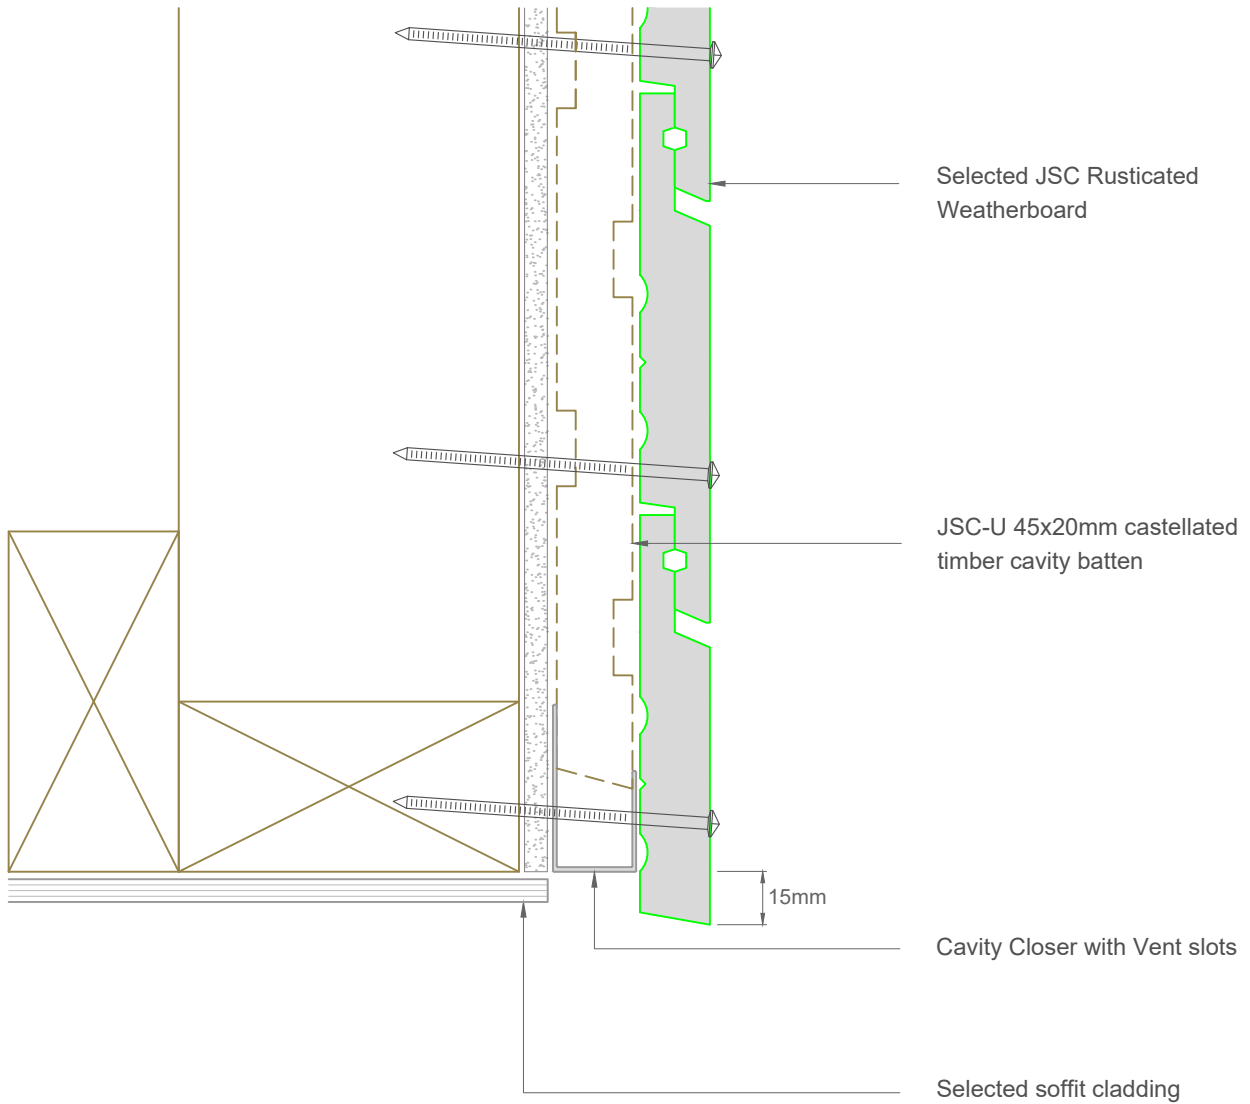 Selected JSC Rusticated
Weatherboard
JSC-U 45x20mm castellated
timber cavity batten
15mm
Cavity Closer with Vent slots
Selected soffit cladding